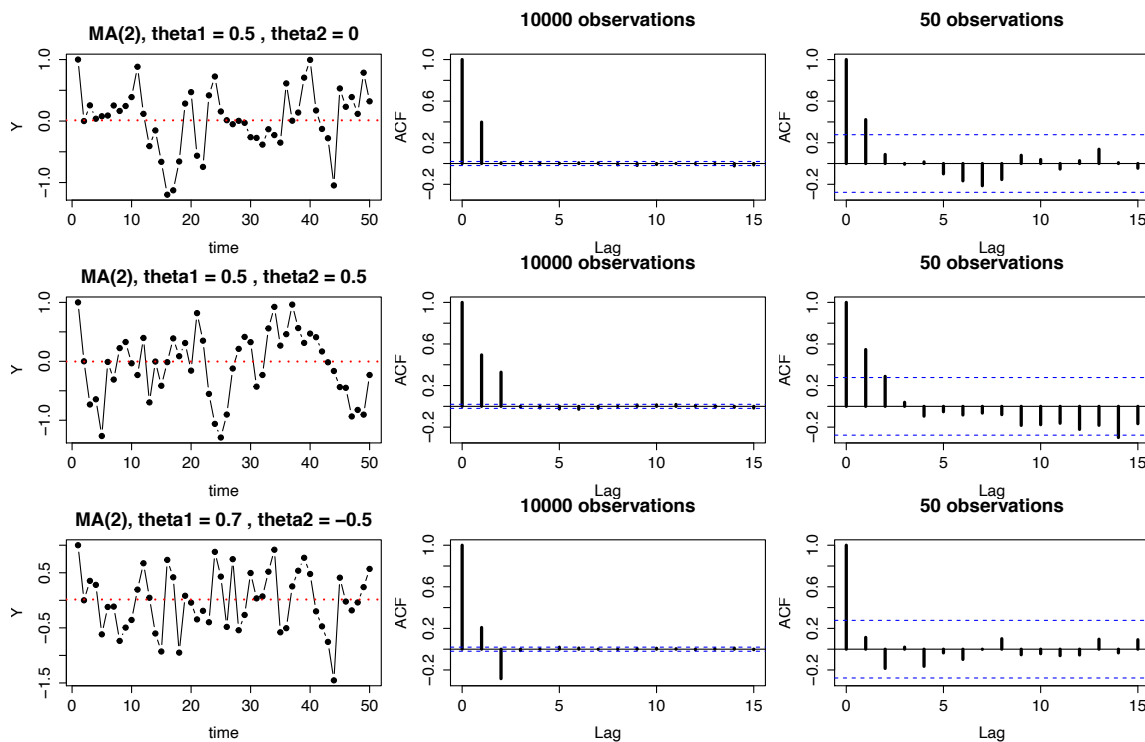 MA(2), theta1 = 0.5 , theta2 = 0
Y
1.0
0.0
−1.0
0 10 20 30 40 50
time
10000 observations
ACF
1.0
0.6
0.2
−0.2
0 5 10 15
Lag
50 observations
ACF
1.0
0.6
0.2
−0.2
0 5 10 15
Lag
MA(2), theta1 = 0.5 , theta2 = 0.5
Y
1.0
0.0
−1.0
0 10 20 30 40 50
time
10000 observations
ACF
1.0
0.6
0.2
−0.2
0 5 10 15
Lag
50 observations
ACF
1.0
0.6
0.2
−0.2
0 5 10 15
Lag
MA(2), theta1 = 0.7 , theta2 = −0.5
Y
0.5
−0.5
−1.5
0 10 20 30 40 50
time
10000 observations
ACF
1.0
0.6
0.2
−0.2
0 5 10 15
Lag
50 observations
ACF
1.0
0.6
0.2
−0.2
0 5 10 15
Lag